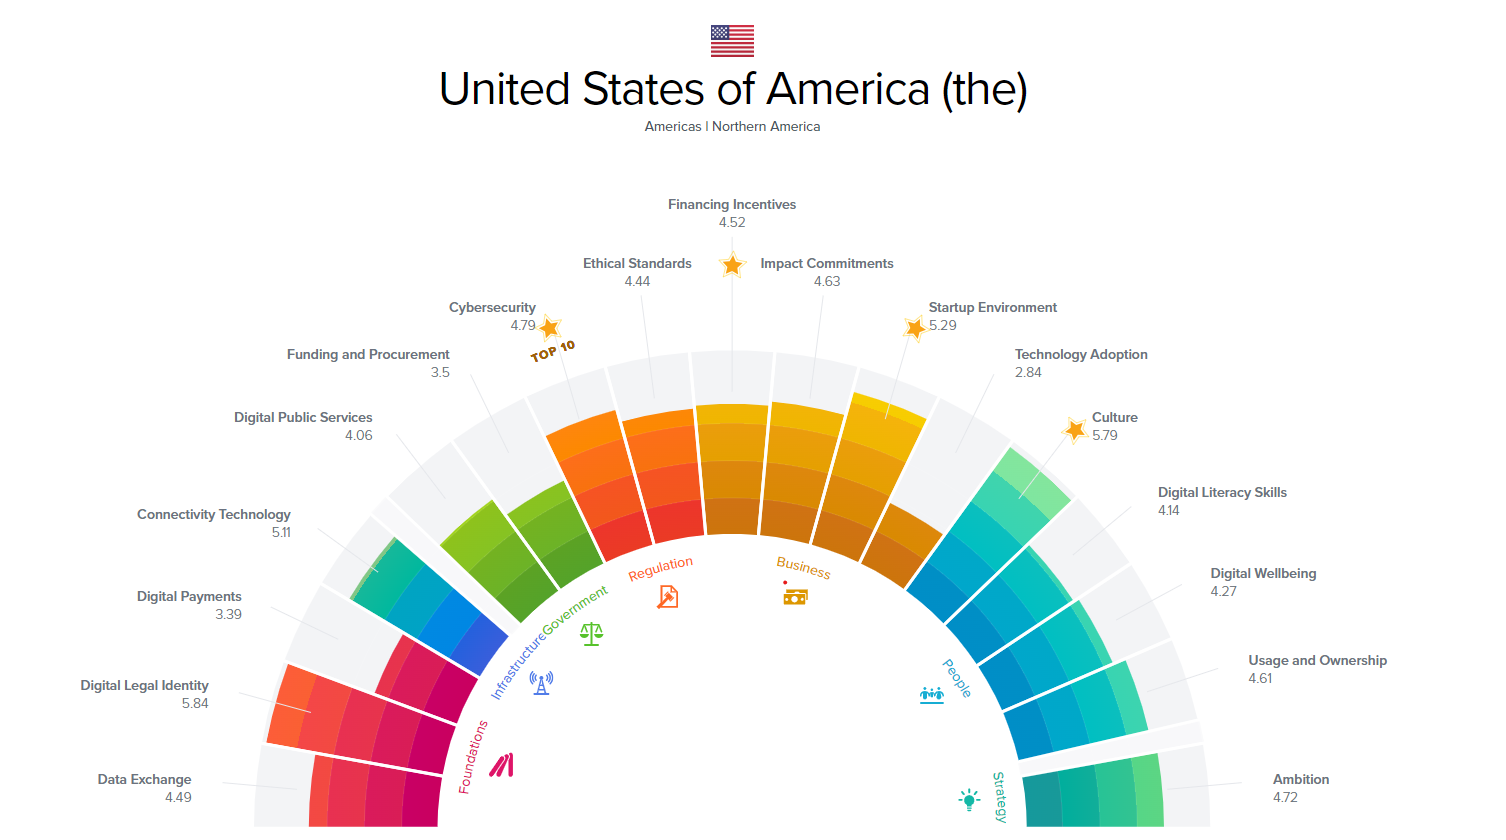 United States of America (the)
Americas | Northern America
Financing Incentives
4.52
Ethical Standards
4.44
Impact Commitments
4.63
Cybersecurity
4.79
TOP 10
Startup Environment
5.29
Funding and Procurement
3.5
Technology Adoption
2.84
Digital Public Services
4.06
Culture
5.79
Connectivity Technology
5.11
Digital Literacy Skills
4.14
Digital Payments
3.39
Digital Wellbeing
4.27
Digital Legal Identity
5.84
Usage and Ownership
4.61
Data Exchange
4.49
Ambition
4.72
Foundations
Infrastructure
Government
Regulation
Business
People
Strategy